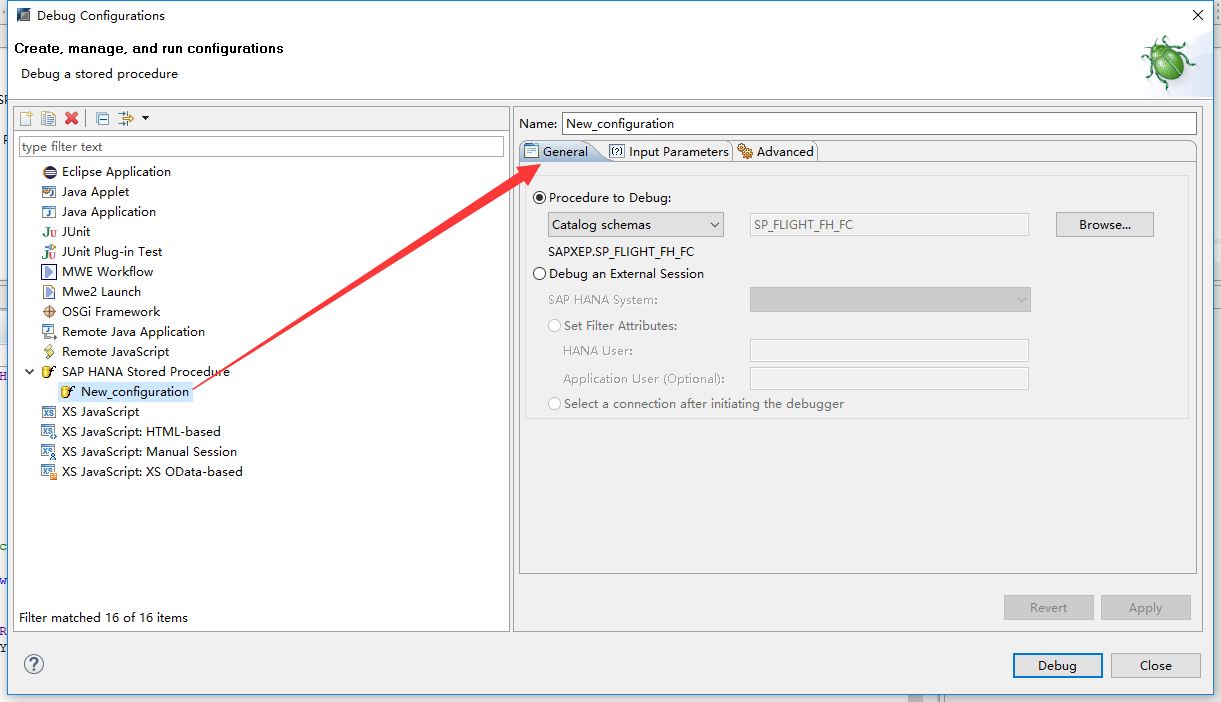 Debug Configurations
Create, manage, and run configurations
Debug a stored procedure
type filter text
Eclipse Application
Java Applet
Java Application
JUnit
JUnit Plug-in Test
MWE Workflow
Mwe2 Launch
OSGi Framework
Remote Java Application
Remote JavaScript
SAP HANA Stored Procedure
New_configuration
XS JavaScript
XS JavaScript: HTML-based
XS JavaScript: Manual Session
XS JavaScript: XS OData-based
Filter matched 16 of 16 items
Name: New_configuration
General Input Parameters Advanced
Procedure to Debug:
Catalog schemas SP_FLIGHT_FH_FC Browse...
SAPXEP.SP_FLIGHT_FH_FC
Debug an External Session
SAP HANA System:
Set Filter Attributes:
HANA User:
Application User (Optional):
Select a connection after initiating the debugger
Revert Apply
Debug Close